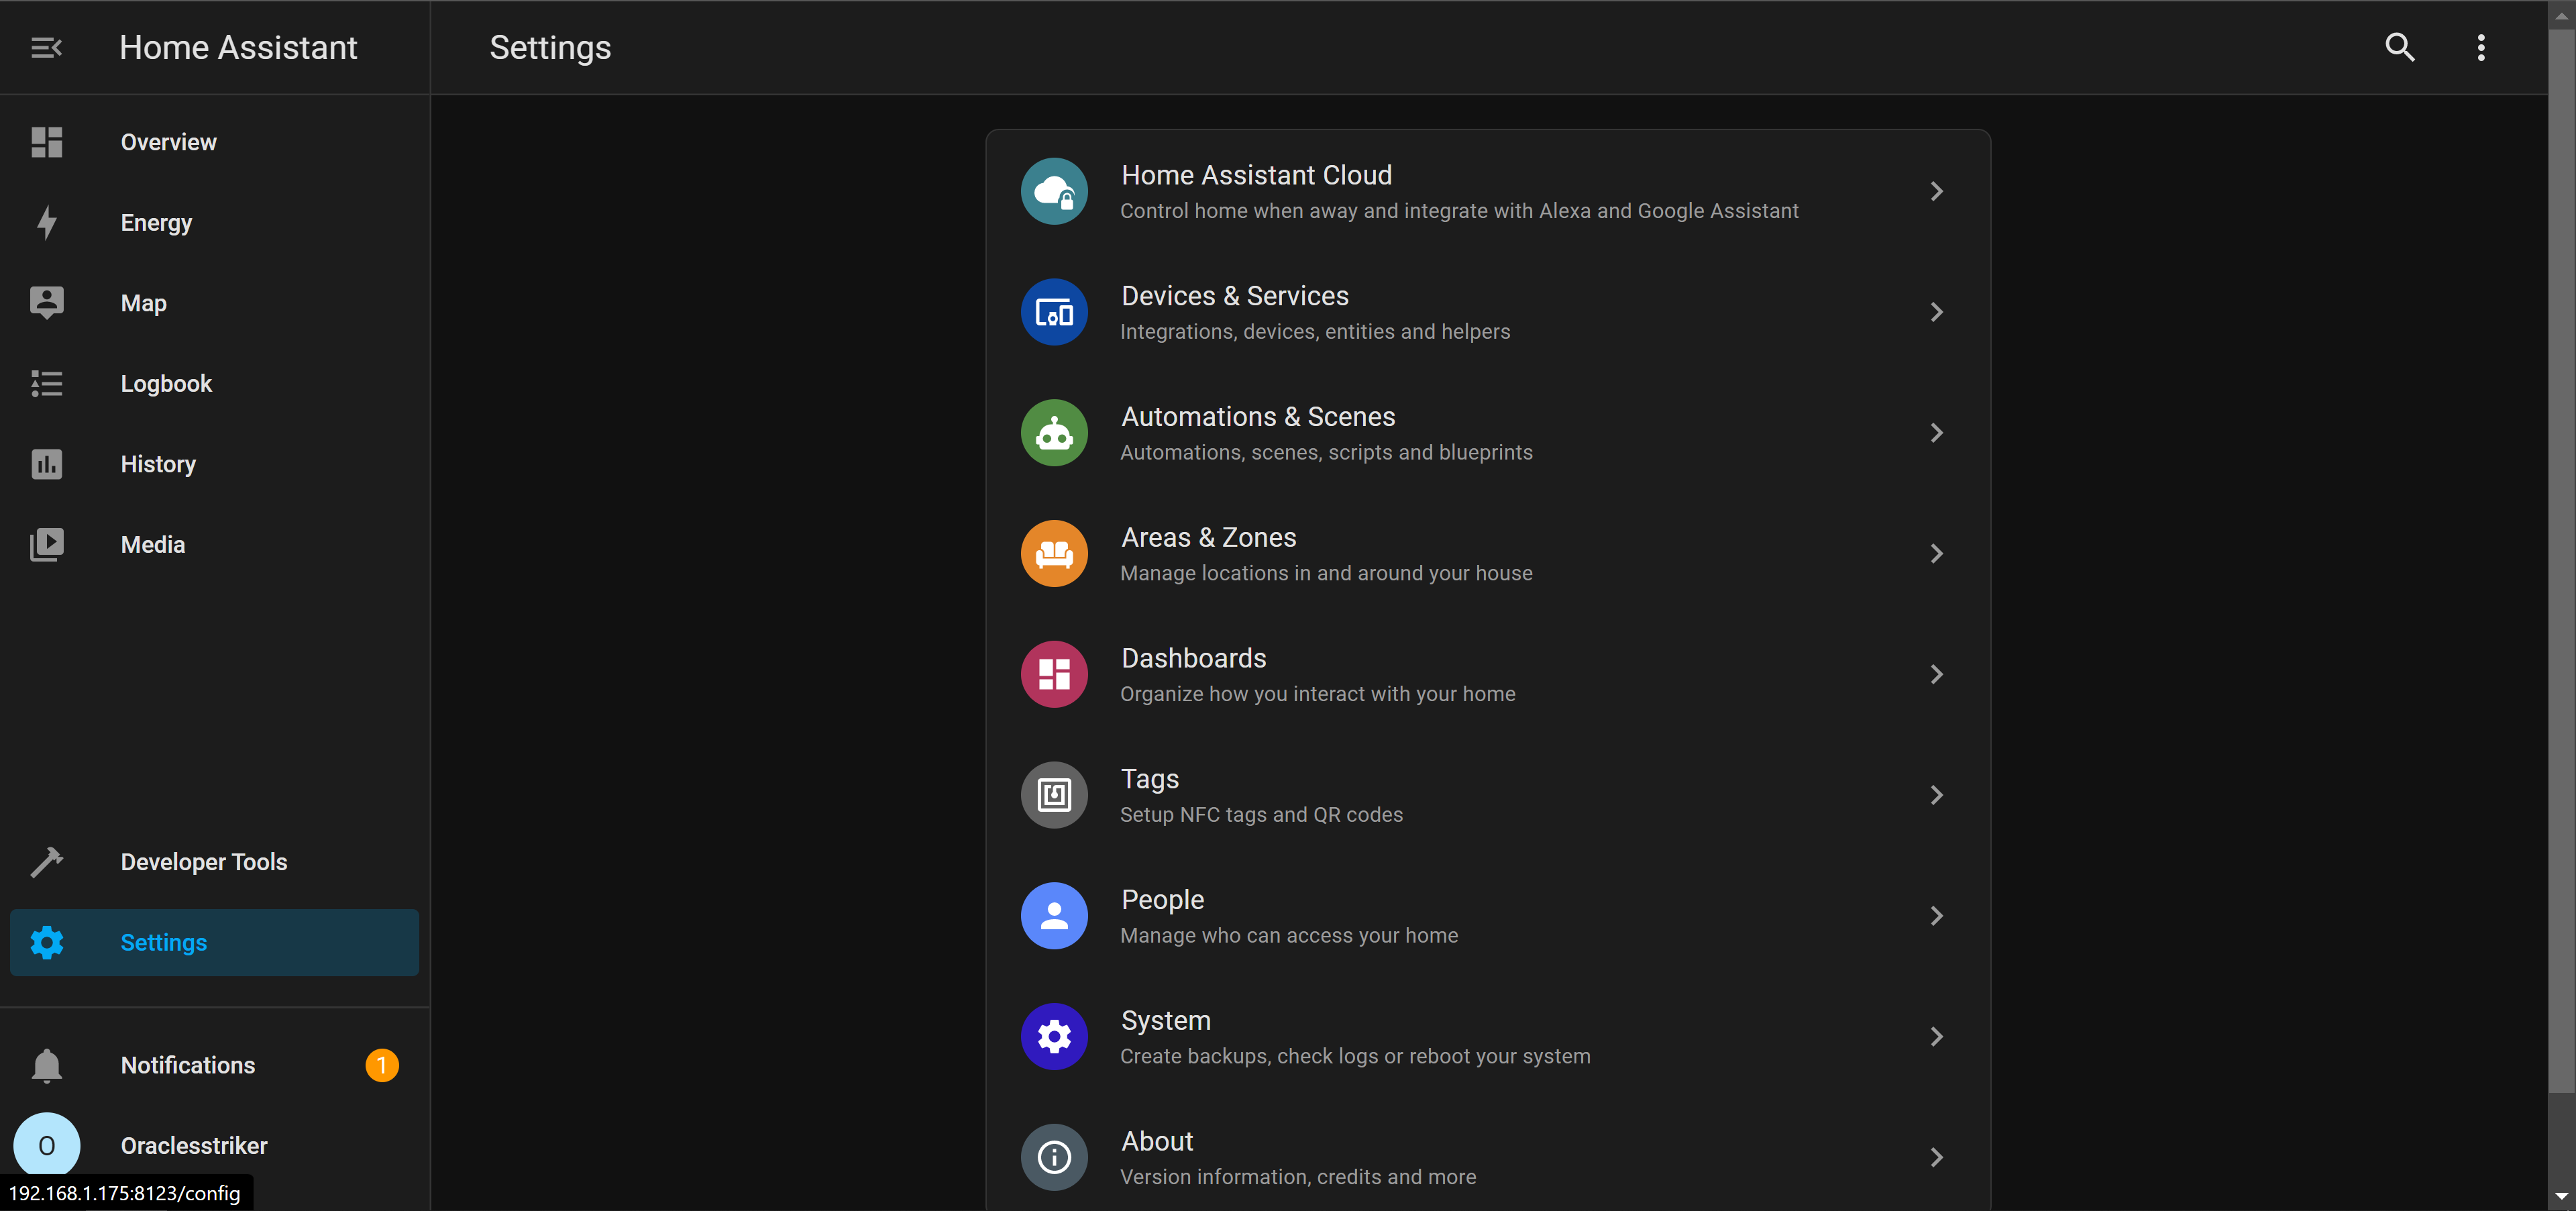 Home Assistant
Settings
Overview
Energy
Map
Logbook
History
Media
Developer Tools
Settings
Notifications 1
O Oraclesstriker
192.168.1.175:8123/config
Home Assistant Cloud
Control home when away and integrate with Alexa and Google Assistant
Devices & Services
Integrations, devices, entities and helpers
Automations & Scenes
Automations, scenes, scripts and blueprints
Areas & Zones
Manage locations in and around your house
Dashboards
Organize how you interact with your home
Tags
Setup NFC tags and QR codes
People
Manage who can access your home
System
Create backups, check logs or reboot your system
About
Version information, credits and more